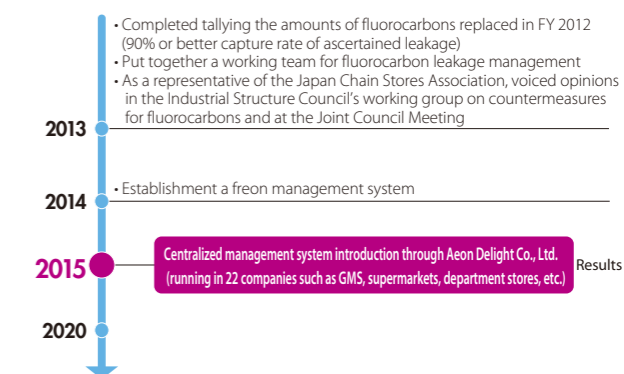 • Completed tallying the amounts of fluorocarbons replaced in FY 2012
(90% or better capture rate of ascertained leakage)
• Put together a working team for fluorocarbon leakage management
• As a representative of the Japan Chain Stores Association, voiced opinions
in the Industrial Structure Council's working group on countermeasures
for fluorocarbons and at the Joint Council Meeting
2013
• Establishment a freon management system
2014
Centralized management system introduction through Aeon Delight Co., Ltd.
(running in 22 companies such as GMS, supermarkets, department stores, etc.)
2015
Results
2020